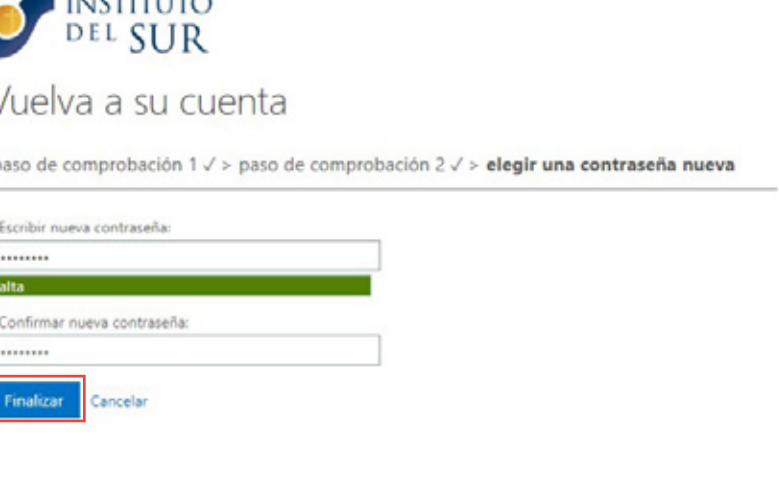 INSTITUTO
DEL SUR
Vuelva a su cuenta
paso de comprobación 1 ✓ > paso de comprobación 2 ✓ > elegir una contraseña nueva
Escribir nueva contraseña:
••••••••
alta
Confirmar nueva contraseña:
••••••••
Finalizar Cancelar